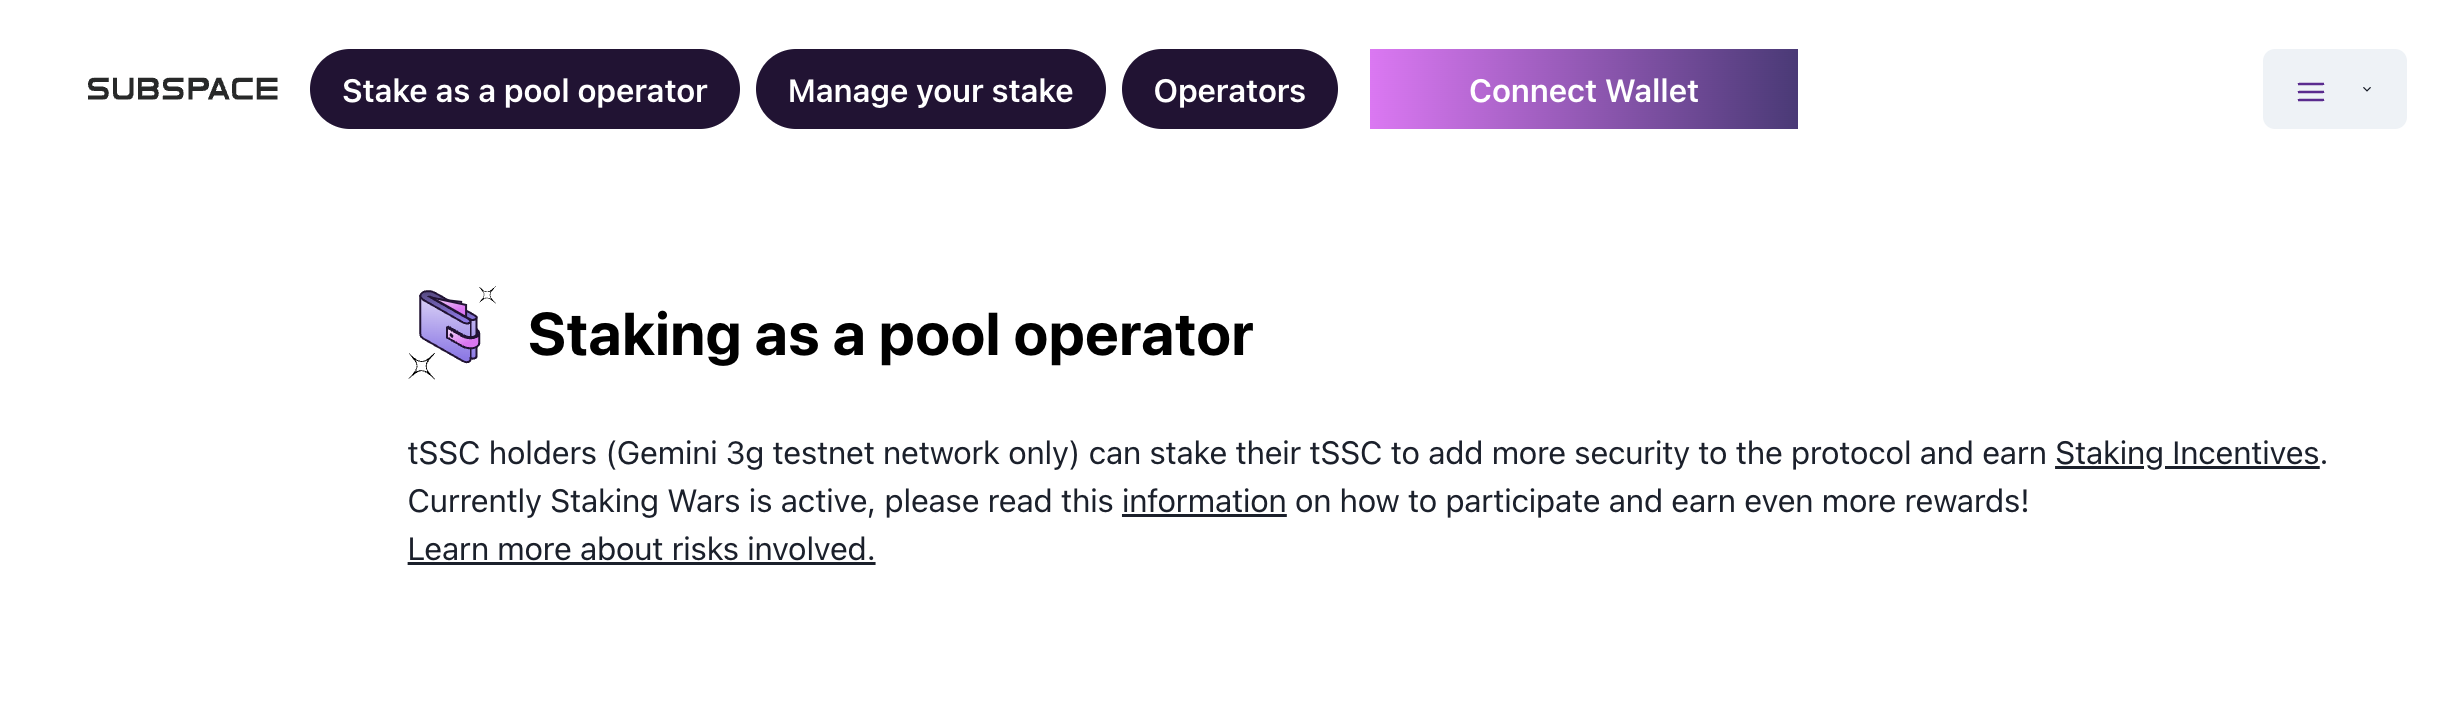 SUBSPACE
Stake as a pool operator
Manage your stake
Operators
Connect Wallet
Staking as a pool operator
tSSC holders (Gemini 3g testnet network only) can stake their tSSC to add more security to the protocol and earn Staking Incentives.
Currently Staking Wars is active, please read this information on how to participate and earn even more rewards!
Learn more about risks involved.